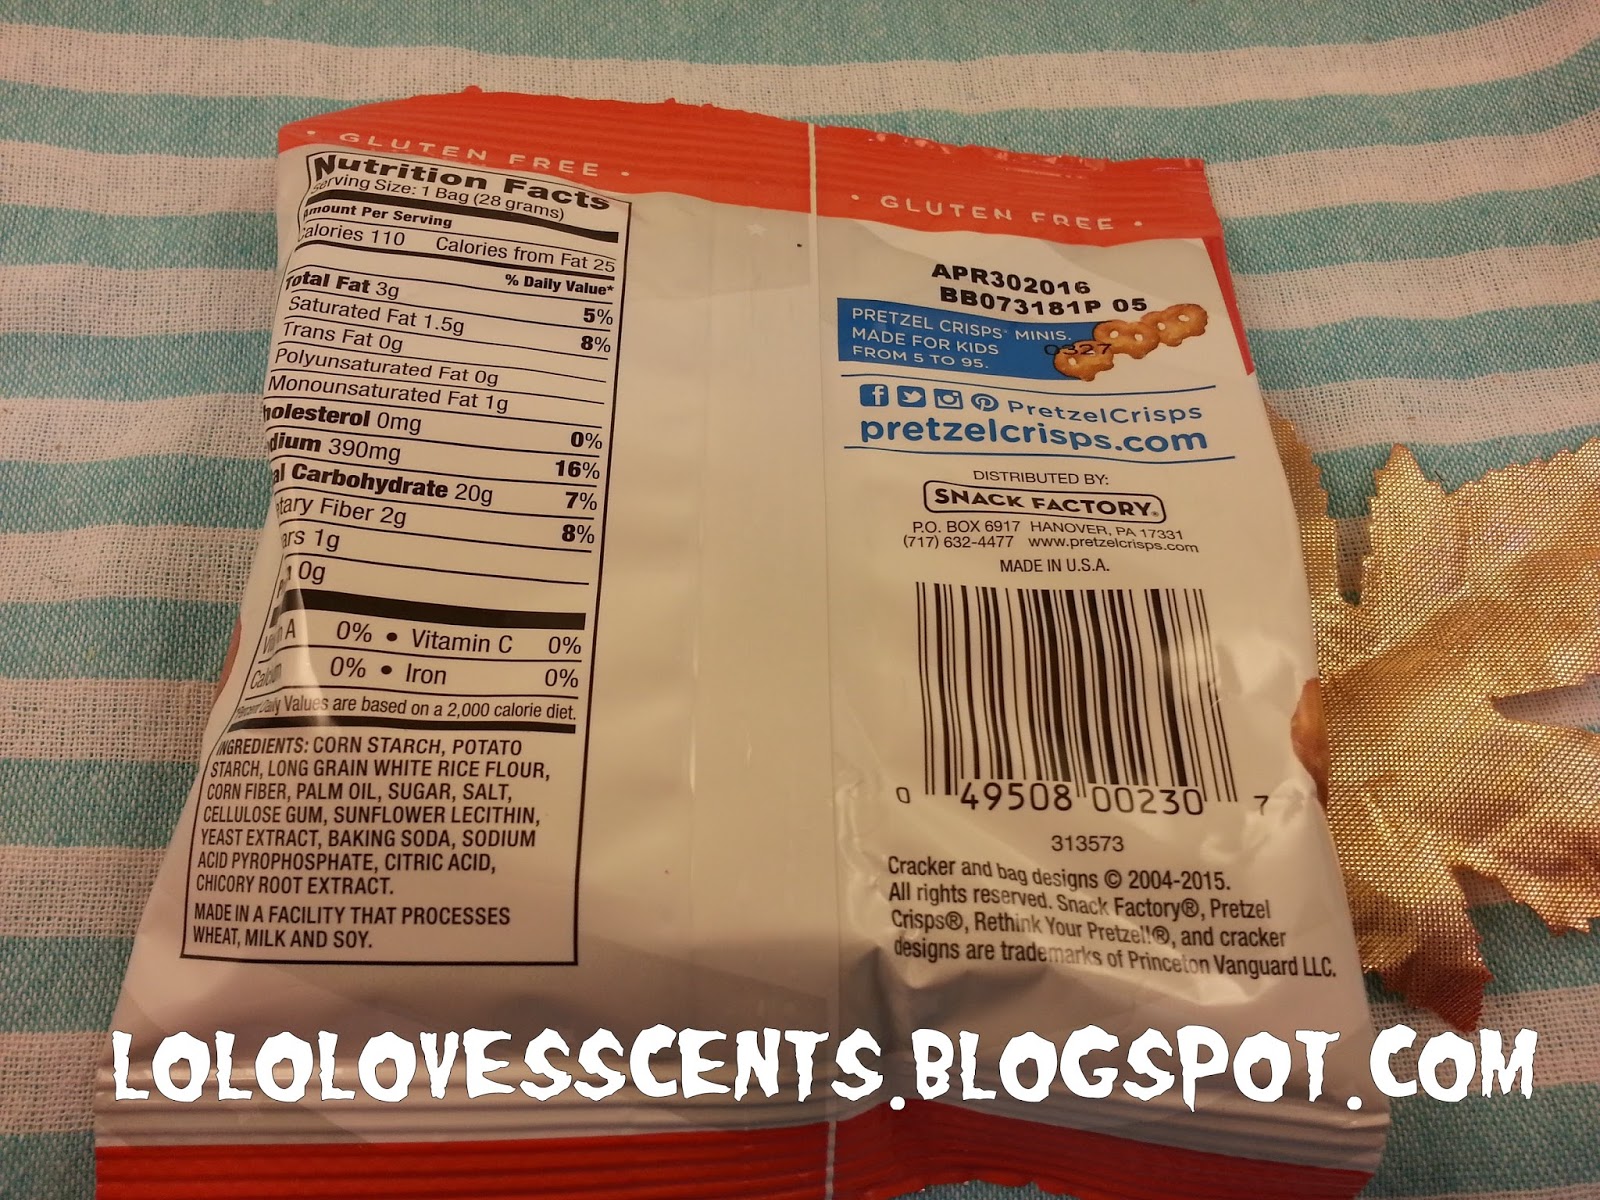 • GLUTEN FREE •
Nutrition Facts
Serving Size: 1 Bag (28 grams)
Amount Per Serving
Calories 110 Calories from Fat 25
% Daily Value*
Total Fat 3g 5%
Saturated Fat 1.5g 8%
Trans Fat 0g
Polyunsaturated Fat 0g
Monounsaturated Fat 1g
holesterol 0mg 0%
dium 390mg 16%
al Carbohydrate 20g 7%
tary Fiber 2g 8%
ars 1g
0g
A 0% • Vitamin C 0%
0% • Iron 0%
Daily Values are based on a 2,000 calorie diet.
INGREDIENTS: CORN STARCH, POTATO
STARCH, LONG GRAIN WHITE RICE FLOUR,
CORN FIBER, PALM OIL, SUGAR, SALT,
CELLULOSE GUM, SUNFLOWER LECITHIN,
YEAST EXTRACT, BAKING SODA, SODIUM
ACID PYROPHOSPHATE, CITRIC ACID,
CHICORY ROOT EXTRACT.
MADE IN A FACILITY THAT PROCESSES
WHEAT, MILK AND SOY.
• GLUTEN FREE •
APR302016
BB073181P 05
0327
PRETZEL CRISPS® MINIS.
MADE FOR KIDS
FROM 5 TO 95.
PretzelCrisps
pretzelcrisps.com
DISTRIBUTED BY:
SNACK FACTORY®
P.O. BOX 6917 HANOVER, PA 17331
(717) 632-4477 www.pretzelcrisps.com
MADE IN U.S.A.
0 49508 00230 7
313573
Cracker and bag designs © 2004-2015.
All rights reserved. Snack Factory®, Pretzel
Crisps®, Rethink Your Pretzel!®, and cracker
designs are trademarks of Princeton Vanguard LLC.
LOLOLOVESSCENTS.BLOGSPOT.COM